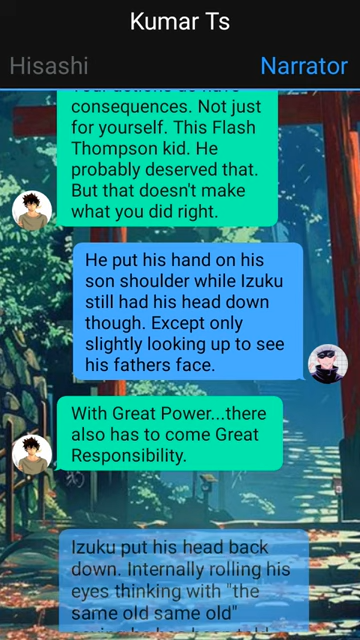 Kumar Ts
Hisashi
Narrator
Your actions do have
consequences. Not just
for yourself. This Flash
Thompson kid. He
probably deserved that.
But that doesn't make
what you did right.
He put his hand on his
son shoulder while Izuku
still had his head down
though. Except only
slightly looking up to see
his fathers face.
With Great Power...there
also has to come Great
Responsibility.
Izuku put his head back
down. Internally rolling his
eyes thinking with "the
same old same old"